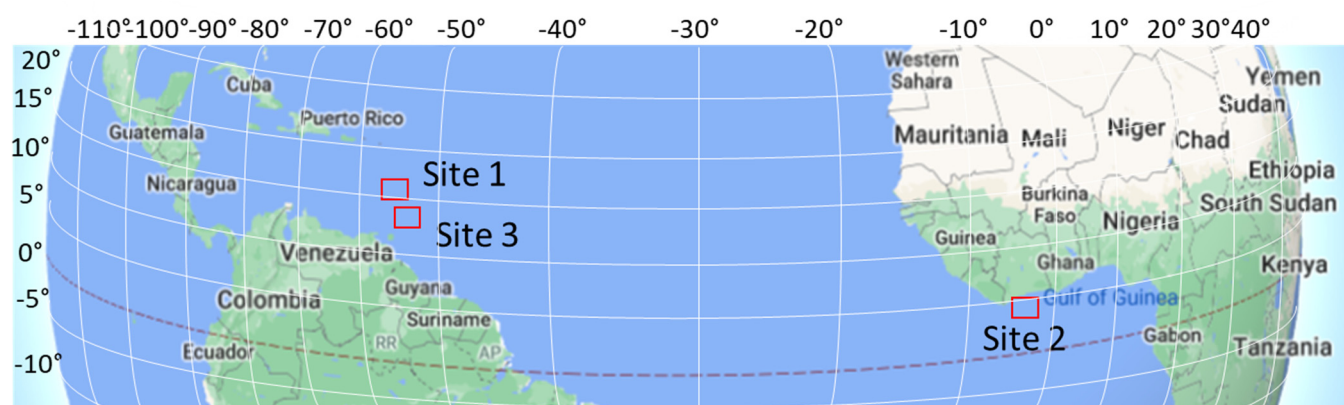 -110° -100° -90° -80° -70° -60° -50° -40° -30° -20° -10° 0° 10° 20° 30° 40°
20°
15°
10°
5°
0°
-5°
-10°
Western
Sahara
Yemen
Cuba
Sudan
Puerto Rico
Guatemala
Mauritania
Mali
Niger
Chad
Ethiopia
Nicaragua
Site 1
Burkina
Faso
South Sudan
Nigeria
Site 3
Guinea
Venezuela
Ghana
Kenya
Guyana
Colombia
Gulf of Guinea
Suriname
Site 2
Gabon
Tanzania
Ecuador
RR
AP